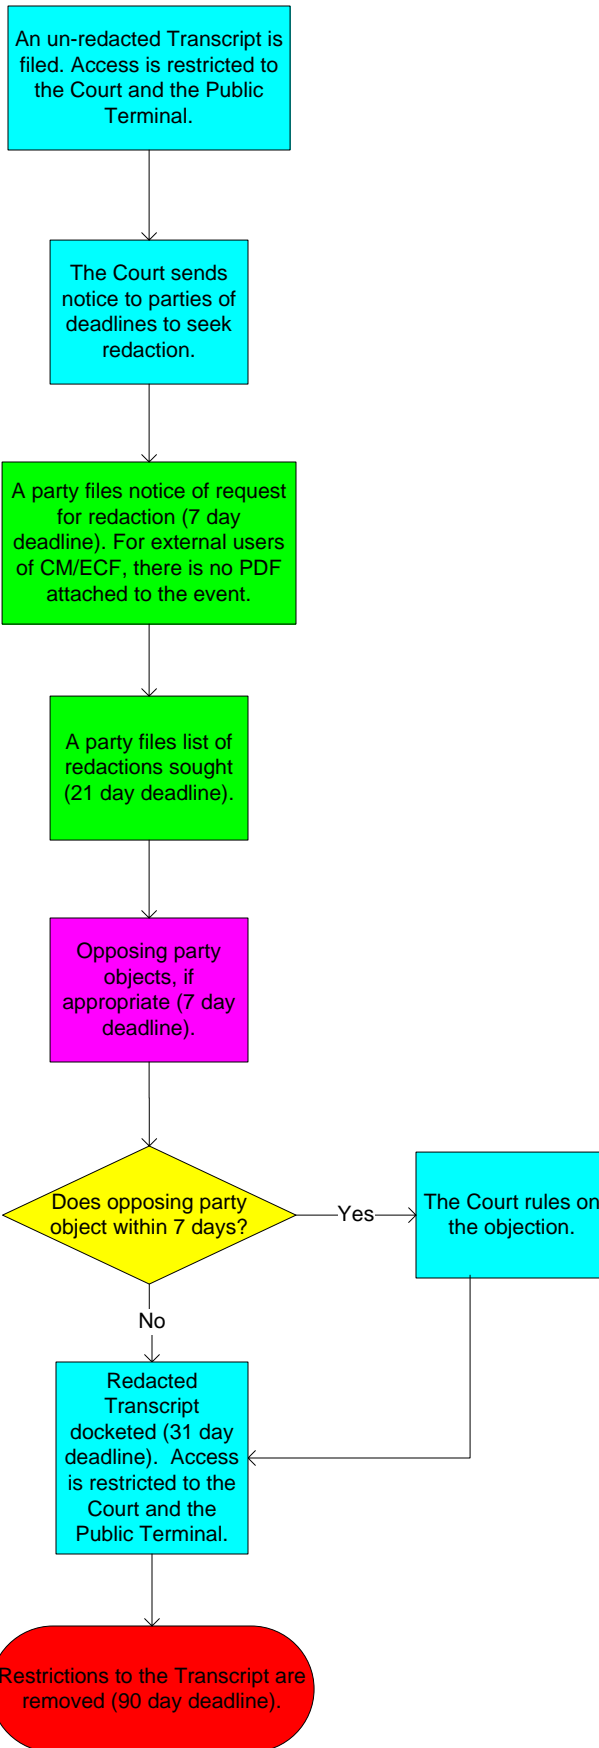 An un-redacted Transcript is
filed. Access is restricted to
the Court and the Public
Terminal.
The Court sends
notice to parties of
deadlines to seek
redaction.
A party files notice of request
for redaction (7 day
deadline). For external users
of CM/ECF, there is no PDF
attached to the event.
A party files list of
redactions sought
(21 day deadline).
Opposing party
objects, if
appropriate (7 day
deadline).
Does opposing party
object within 7 days?
Yes
The Court rules on
the objection.
No
Redacted
Transcript
docketed (31 day
deadline).  Access
is restricted to the
Court and the
Public Terminal.
Restrictions to the Transcript are
removed (90 day deadline).